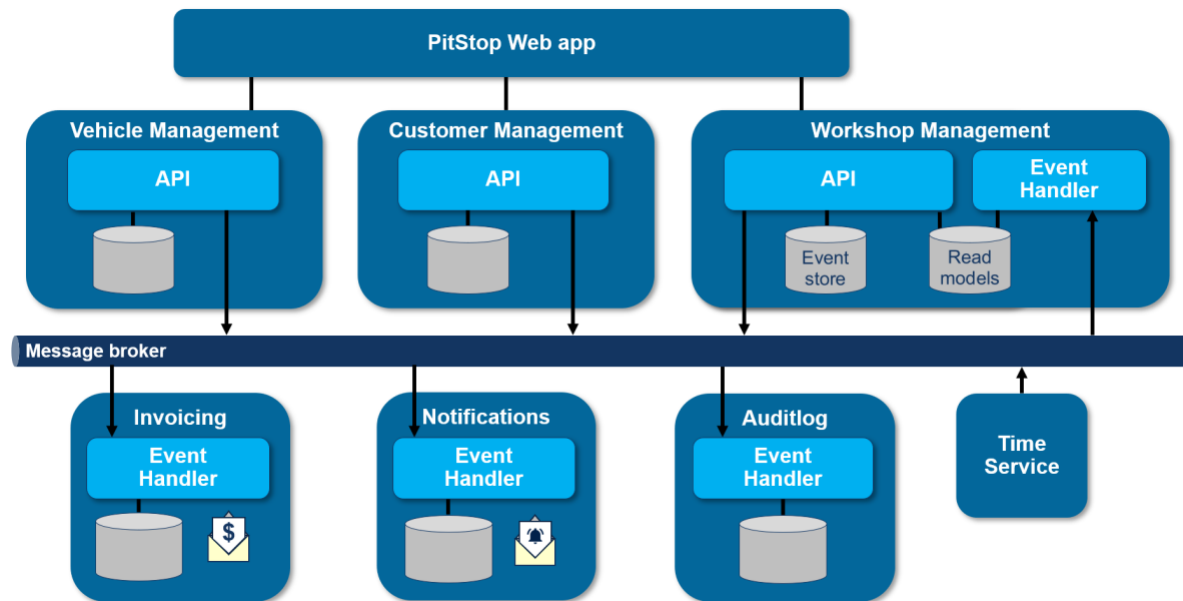 PitStop Web app
Vehicle Management
API
Customer Management
API
Workshop Management
API
Event
Handler
Event
store
Read
models
Message broker
Invoicing
Event
Handler
$
Notifications
Event
Handler
Auditlog
Event
Handler
Time
Service